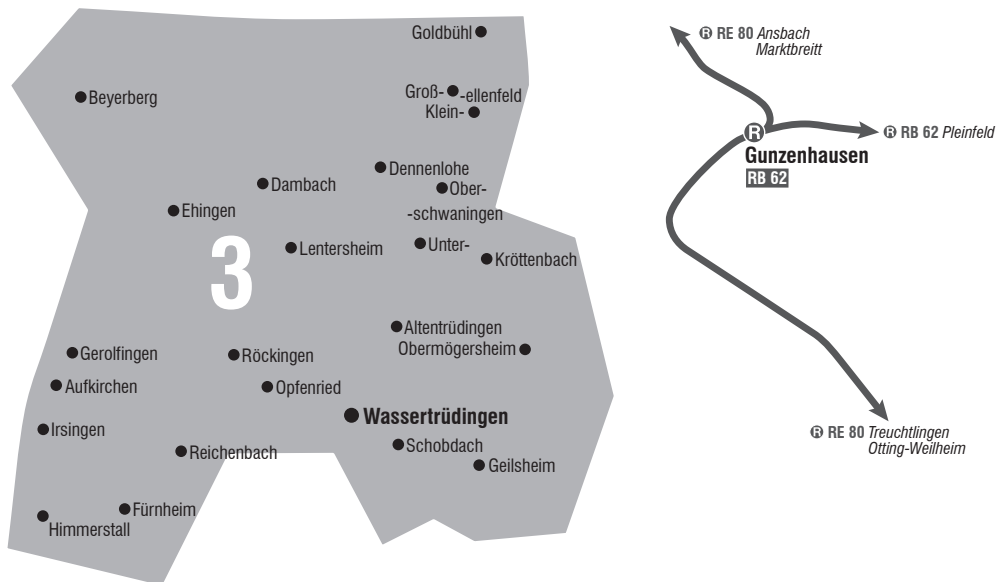 Goldbühl
Beyerberg
Groß- -ellenfeld
Klein-
Dennenlohe
Dambach
Ober-
Ehingen
-schwaningen
Unter-
Lentersheim
Kröttenbach
3
Altentrüdingen
Obermögersheim
Gerolfingen
Röckingen
Aufkirchen
Opfenried
Wassertrüdingen
Irsingen
Schobdach
Reichenbach
Geilsheim
Fürnheim
Himmerstall
R RE 80 Ansbach
Marktbreitt
R
R RB 62 Pleinfeld
Gunzenhausen
RB 62
R RE 80 Treuchtlingen
Otting-Weilheim